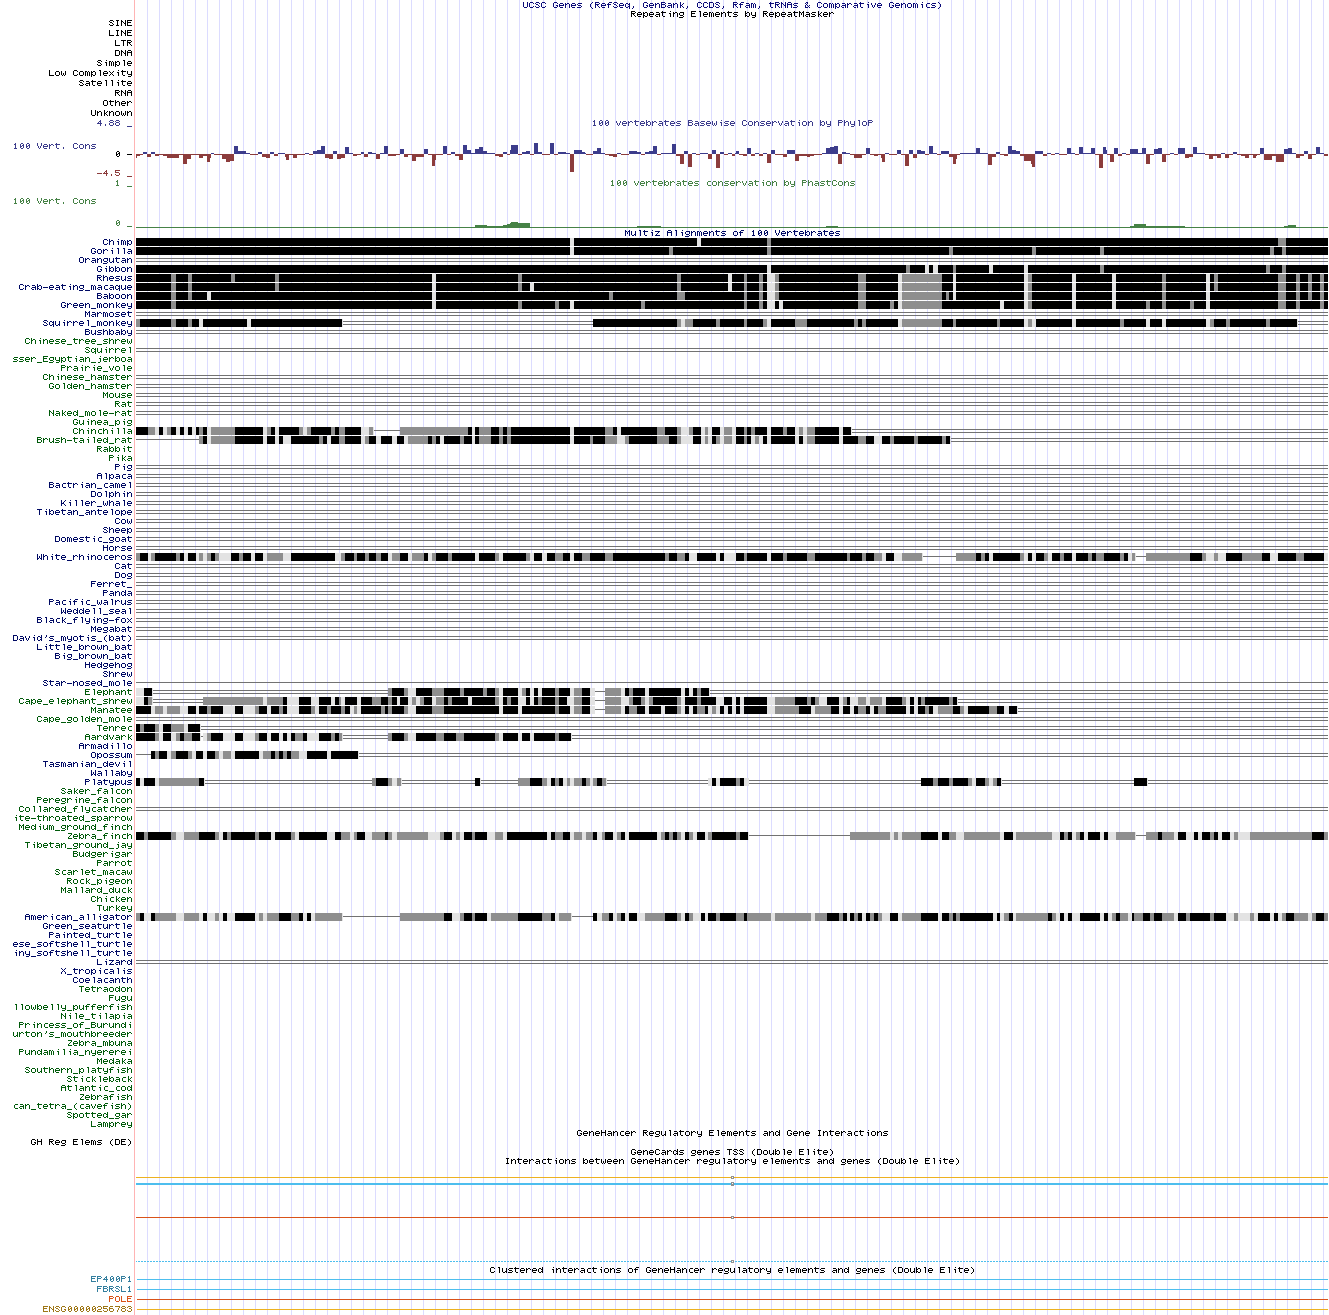 UCSC Genes (RefSeq, GenBank, CCDS, Rfam, tRNAs & Comparative Genomics)
Repeating Elements by RepeatMasker
SINE
LINE
LTR
DNA
Simple
Low Complexity
Satellite
RNA
Other
Unknown
4.88 _
100 vertebrates Basewise Conservation by PhyloP
100 Vert. Cons
0 -
-4.5 _
1 _
100 vertebrates conservation by PhastCons
100 Vert. Cons
0 _
Multiz Alignments of 100 Vertebrates
Chimp
Gorilla
Orangutan
Gibbon
Rhesus
Crab-eating_macaque
Baboon
Green_monkey
Marmoset
Squirrel_monkey
Bushbaby
Chinese_tree_shrew
Squirrel
sser_Egyptian_jerboa
Prairie_vole
Chinese_hamster
Golden_hamster
Mouse
Rat
Naked_mole-rat
Guinea_pig
Chinchilla
Brush-tailed_rat
Rabbit
Pika
Pig
Alpaca
Bactrian_camel
Dolphin
Killer_whale
Tibetan_antelope
Cow
Sheep
Domestic_goat
Horse
White_rhinoceros
Cat
Dog
Ferret_
Panda
Pacific_walrus
Weddell_seal
Black_flying-fox
Megabat
David's_myotis_(bat)
Little_brown_bat
Big_brown_bat
Hedgehog
Shrew
Star-nosed_mole
Elephant
Cape_elephant_shrew
Manatee
Cape_golden_mole
Tenrec
Aardvark
Armadillo
Opossum
Tasmanian_devil
Wallaby
Platypus
Saker_falcon
Peregrine_falcon
Collared_flycatcher
ite-throated_sparrow
Medium_ground_finch
Zebra_finch
Tibetan_ground_jay
Budgerigar
Parrot
Scarlet_macaw
Rock_pigeon
Mallard_duck
Chicken
Turkey
American_alligator
Green_seaturtle
Painted_turtle
ese_softshell_turtle
iny_softshell_turtle
Lizard
X_tropicalis
Coelacanth
Tetraodon
Fugu
llowbelly_pufferfish
Nile_tilapia
Princess_of_Burundi
urton's_mouthbreeder
Zebra_mbuna
Pundamilia_nyererei
Medaka
Southern_platyfish
Stickleback
Atlantic_cod
Zebrafish
can_tetra_(cavefish)
Spotted_gar
Lamprey
GeneHancer Regulatory Elements and Gene Interactions
GH Reg Elems (DE)
GeneCards genes TSS (Double Elite)
Interactions between GeneHancer regulatory elements and genes (Double Elite)
Clustered interactions of GeneHancer regulatory elements and genes (Double Elite)
EP400P1
FBRSL1
POLE
ENSG00000256783